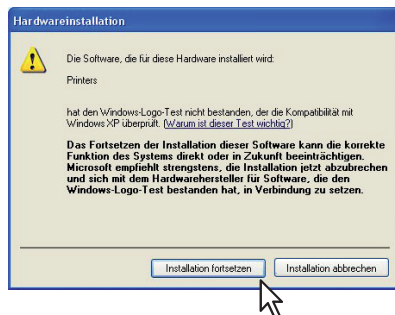 Hardwareinstallation
Die Software, die für diese Hardware installiert wird:
Printers
hat den Windows-Logo-Test nicht bestanden, der die Kompatibilität mit
Windows XP überprüft. (Warum ist dieser Test wichtig?)
Das Fortsetzen der Installation dieser Software kann die korrekte
Funktion des Systems direkt oder in Zukunft beeinträchtigen.
Microsoft empfiehlt strengstens, die Installation jetzt abzubrechen
und sich mit dem Hardwarehersteller für Software, die den
Windows-Logo-Test bestanden hat, in Verbindung zu setzen.
Installation fortsetzen Installation abbrechen